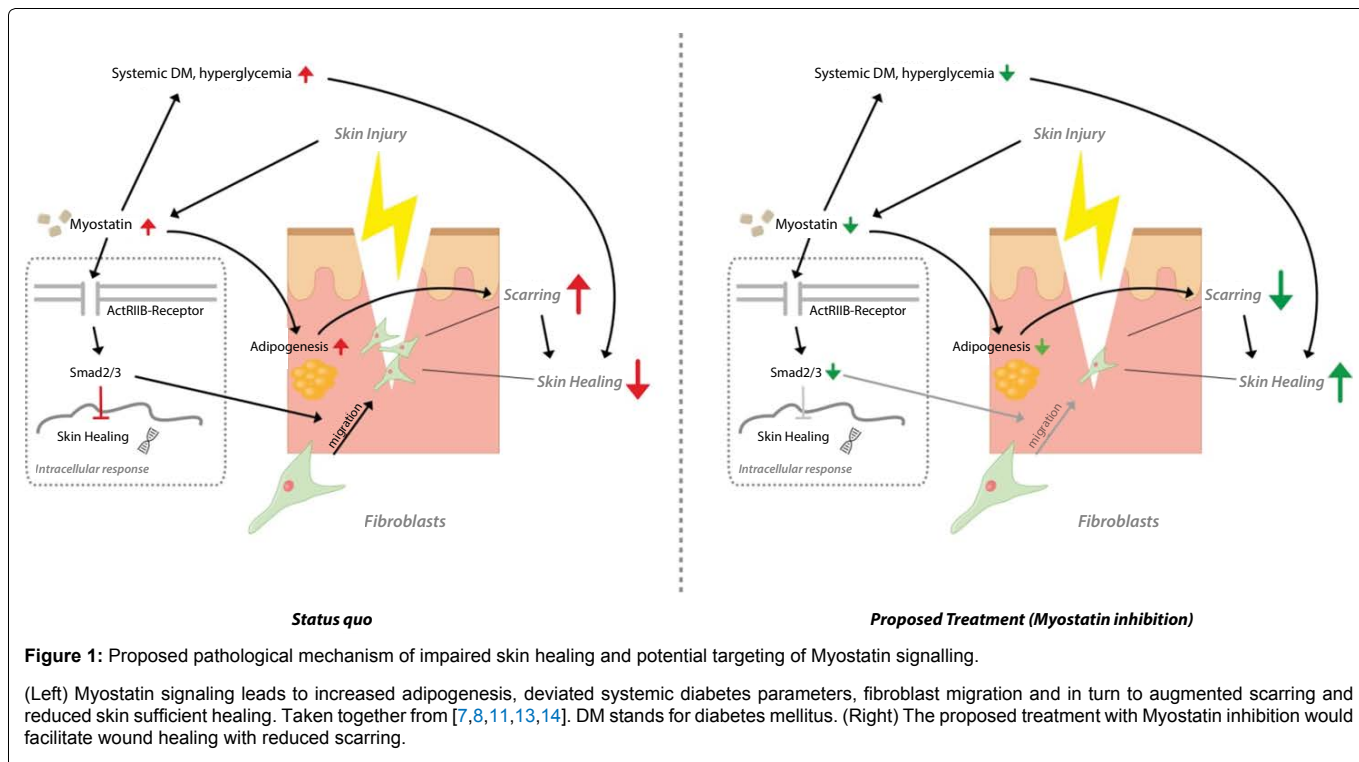 Systemic DM, hyperglycemia
Skin Injury
Myostatin
ActRIIB-Receptor
Scarring
Adipogenesis
Smad2/3
Skin Healing
migration
Skin Healing
Intracellular response
Fibroblasts
Status quo
Systemic DM, hyperglycemia
Skin Injury
Myostatin
ActRIIB-Receptor
Scarring
Adipogenesis
Smad2/3
Skin Healing
migration
Skin Healing
Intracellular response
Fibroblasts
Proposed Treatment (Myostatin inhibition)
Figure 1: Proposed pathological mechanism of impaired skin healing and potential targeting of Myostatin signalling.
(Left) Myostatin signaling leads to increased adipogenesis, deviated systemic diabetes parameters, fibroblast migration and in turn to augmented scarring and
reduced skin sufficient healing. Taken together from [7,8,11,13,14]. DM stands for diabetes mellitus. (Right) The proposed treatment with Myostatin inhibition would
facilitate wound healing with reduced scarring.